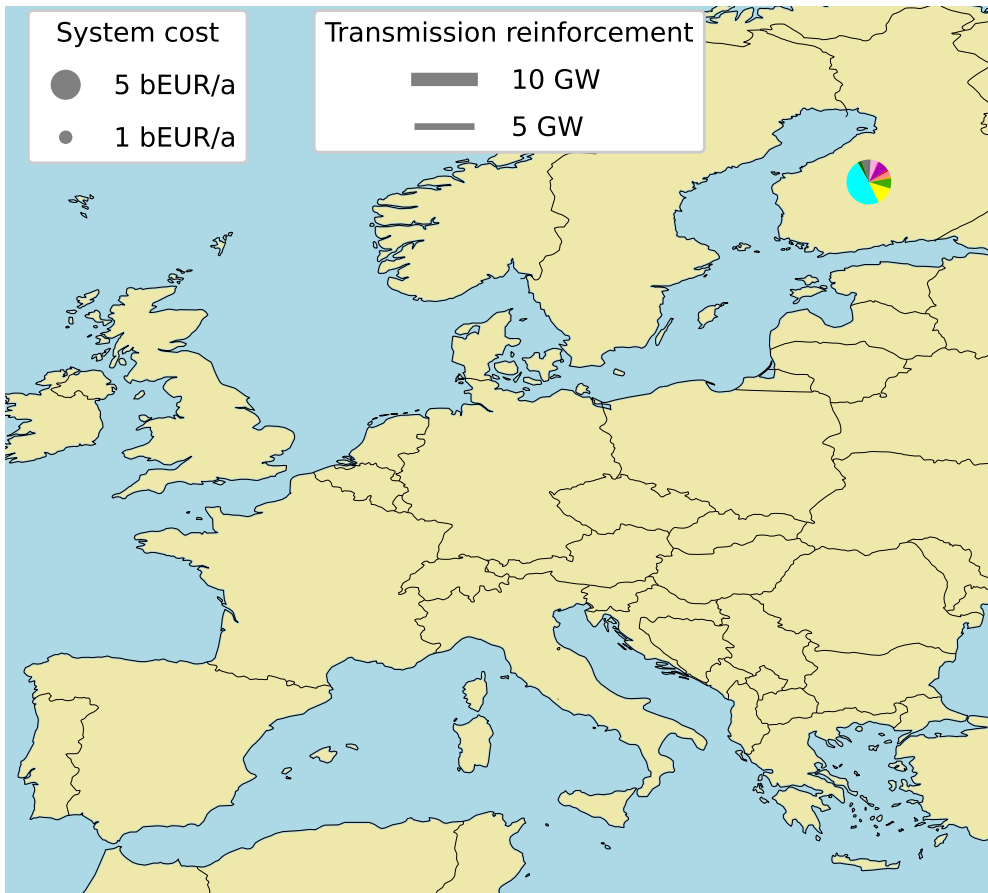 System cost
5 bEUR/a
1 bEUR/a
Transmission reinforcement
10 GW
5 GW